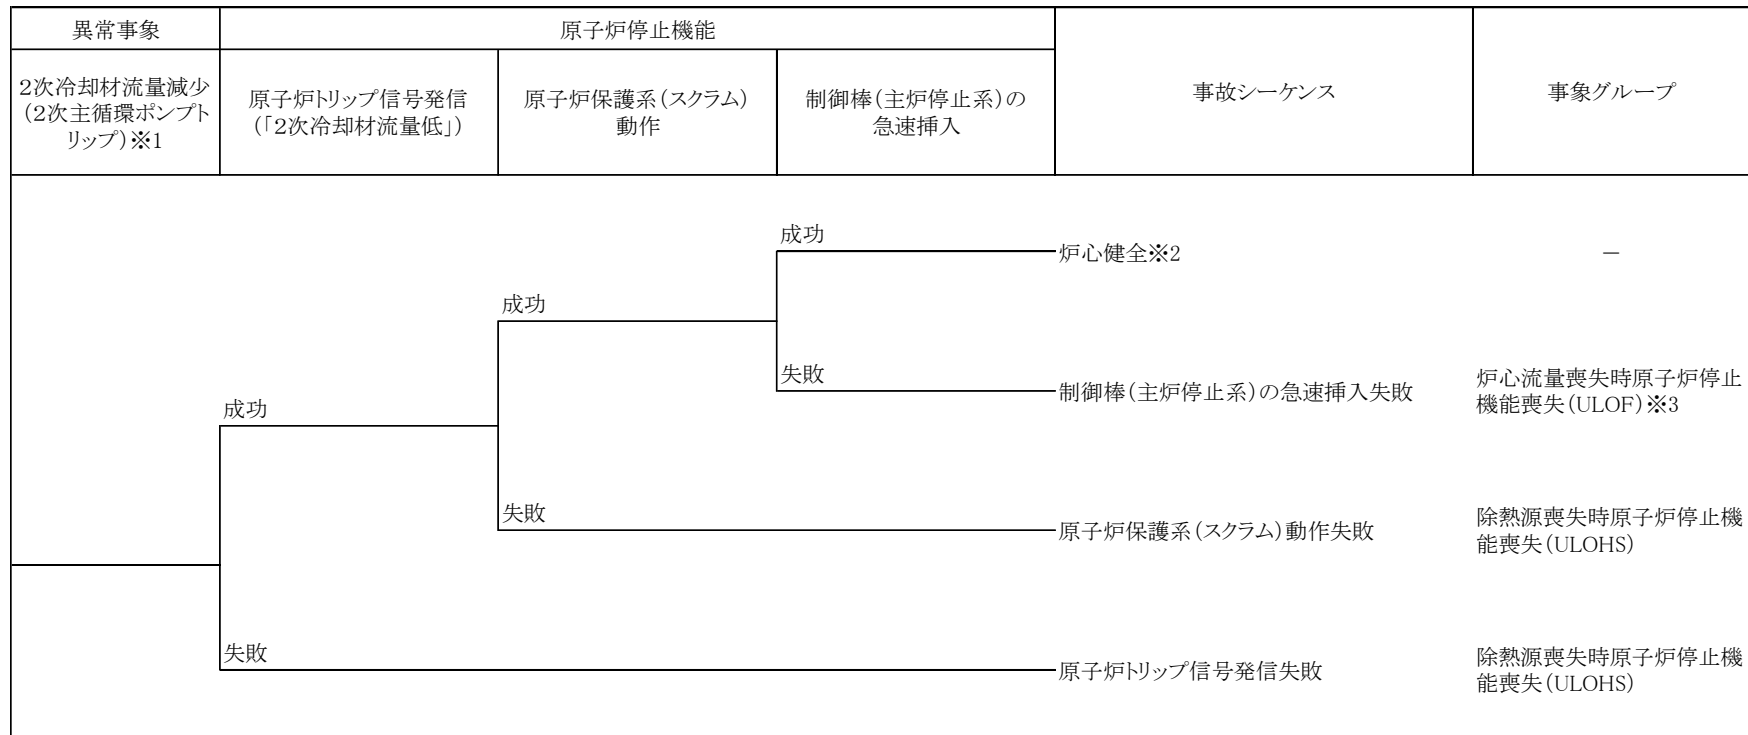 異常事象
原子炉停止機能
事故シーケンス
事象グループ
2次冷却材流量減少
(2次主循環ポンプト
リップ)※1
原子炉トリップ信号発信
(「2次冷却材流量低」)
原子炉保護系(スクラム)
動作
制御棒(主炉停止系)の
急速挿入
成功
炉心健全※2
－
成功
失敗
制御棒(主炉停止系)の急速挿入失敗
炉心流量喪失時原子炉停止
機能喪失(ULOF)※3
成功
失敗
原子炉保護系(スクラム)動作失敗
除熱源喪失時原子炉停止機
能喪失(ULOHS)
失敗
原子炉トリップ信号発信失敗
除熱源喪失時原子炉停止機
能喪失(ULOHS)